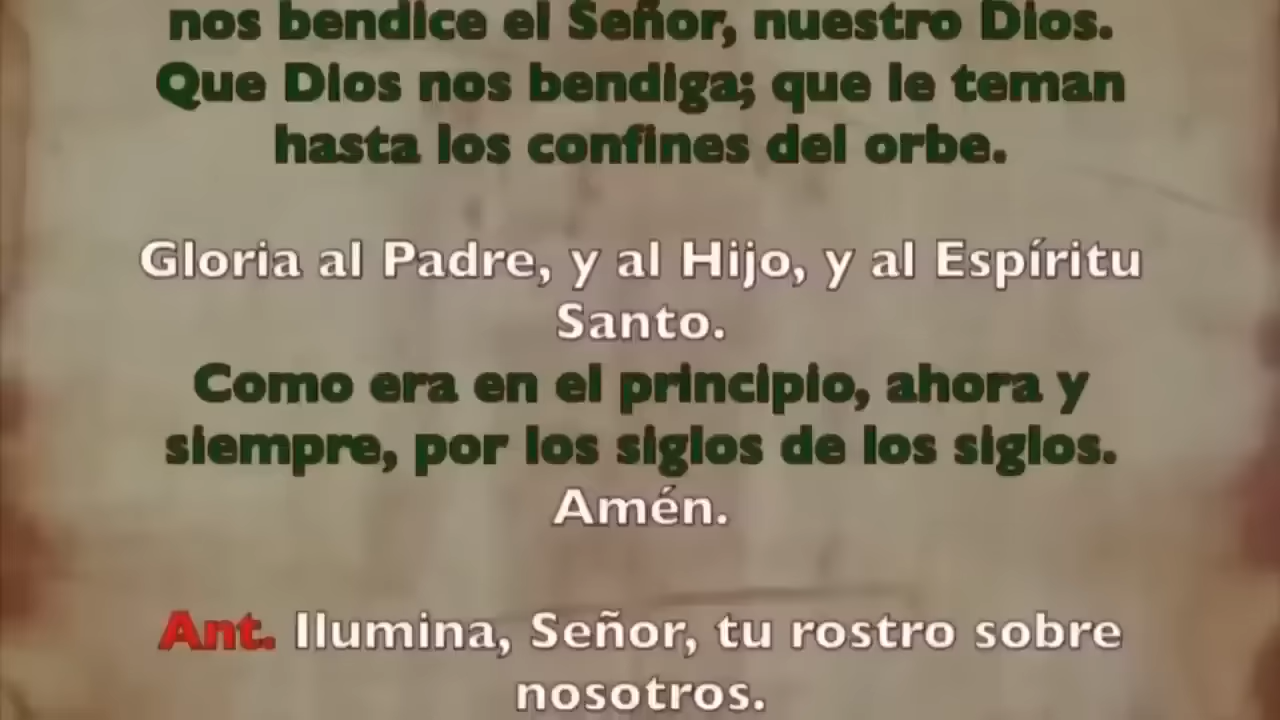 nos bendice el Señor, nuestro Dios.
Que Dios nos bendiga; que le teman
hasta los confines del orbe.
Gloria al Padre, y al Hijo, y al Espíritu
Santo.
Como era en el principio, ahora y
siempre, por los siglos de los siglos.
Amén.
Ant. Ilumina, Señor, tu rostro sobre
nosotros.